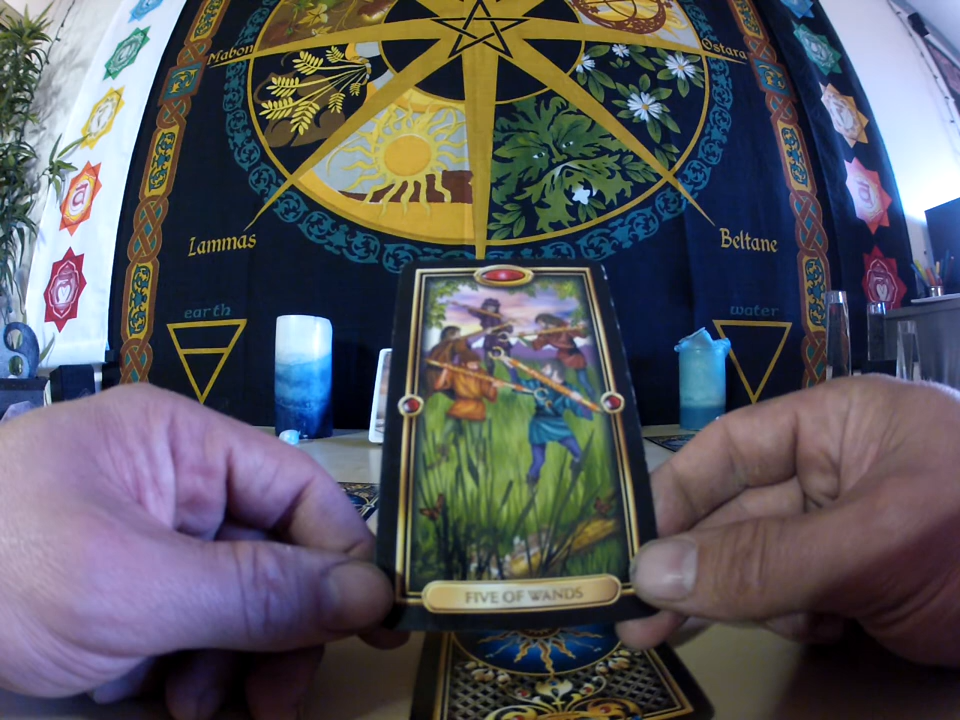 Mabon
Ostara
Lammas
Beltane
earth
water
FIVE OF WANDS